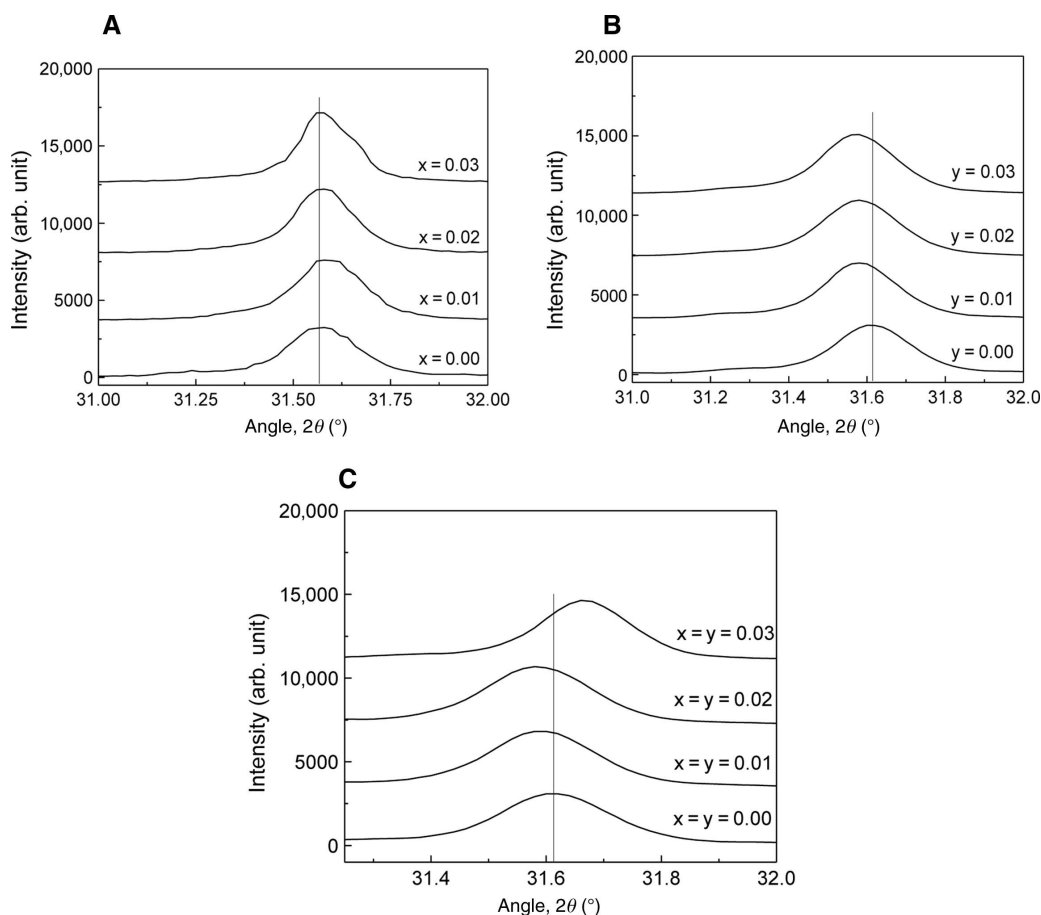 A
20,000
15,000
10,000
5000
0
Intensity (arb. unit)
x = 0.03
x = 0.02
x = 0.01
x = 0.00
31.00 31.25 31.50 31.75 32.00
Angle, 2θ (°)
B
20,000
15,000
10,000
5000
0
Intensity (arb. unit)
y = 0.03
y = 0.02
y = 0.01
y = 0.00
31.0 31.2 31.4 31.6 31.8 32.0
Angle, 2θ (°)
C
20,000
15,000
10,000
5000
0
Intensity (arb. unit)
x = y = 0.03
x = y = 0.02
x = y = 0.01
x = y = 0.00
31.4 31.6 31.8 32.0
Angle, 2θ (°)